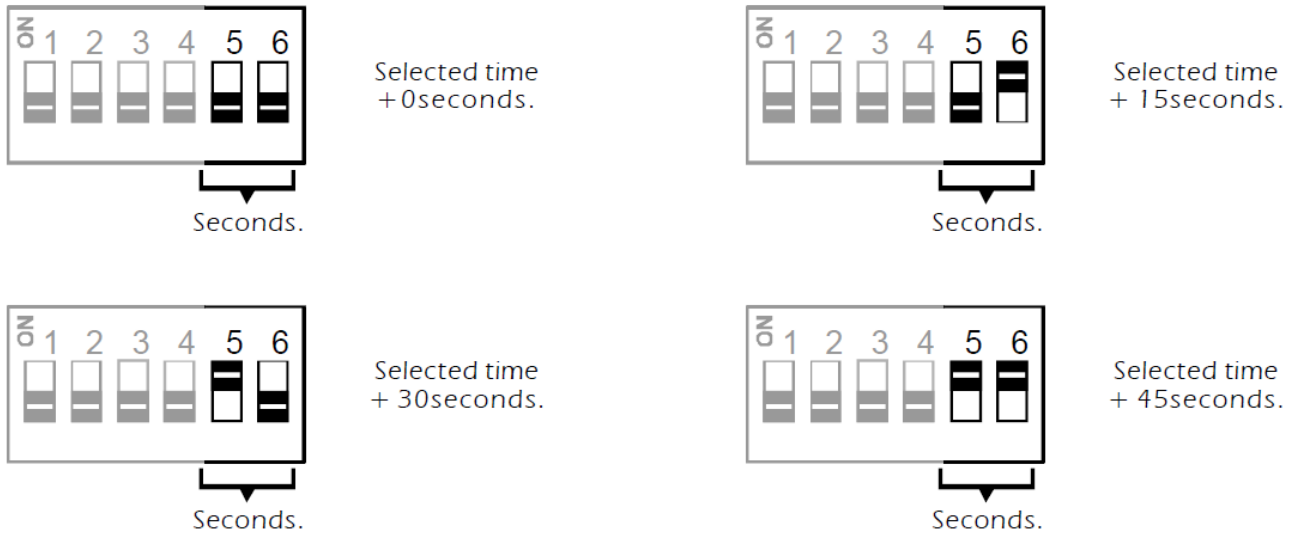 ON 1 2 3 4 5 6
Selected time
+0seconds.
Seconds.
ON 1 2 3 4 5 6
Selected time
+ 15seconds.
Seconds.
ON 1 2 3 4 5 6
Selected time
+ 30seconds.
Seconds.
ON 1 2 3 4 5 6
Selected time
+ 45seconds.
Seconds.